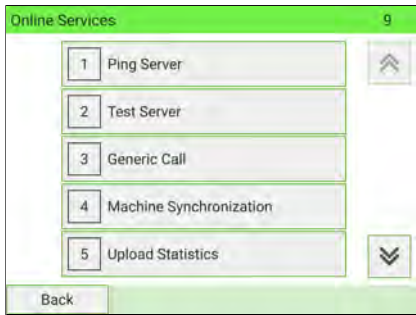 Online Services 9
1 Ping Server
2 Test Server
3 Generic Call
4 Machine Synchronization
5 Upload Statistics
Back